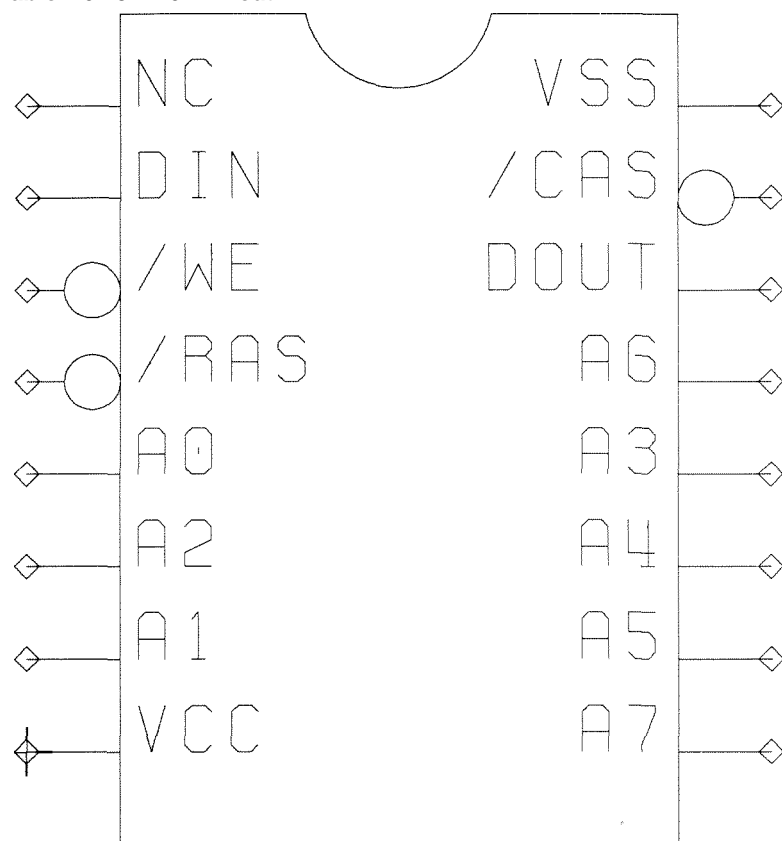 NC VSS
DIN /CAS
/WE DOUT
/RAS A6
A0 A3
A2 A4
A1 A5
VCC A7